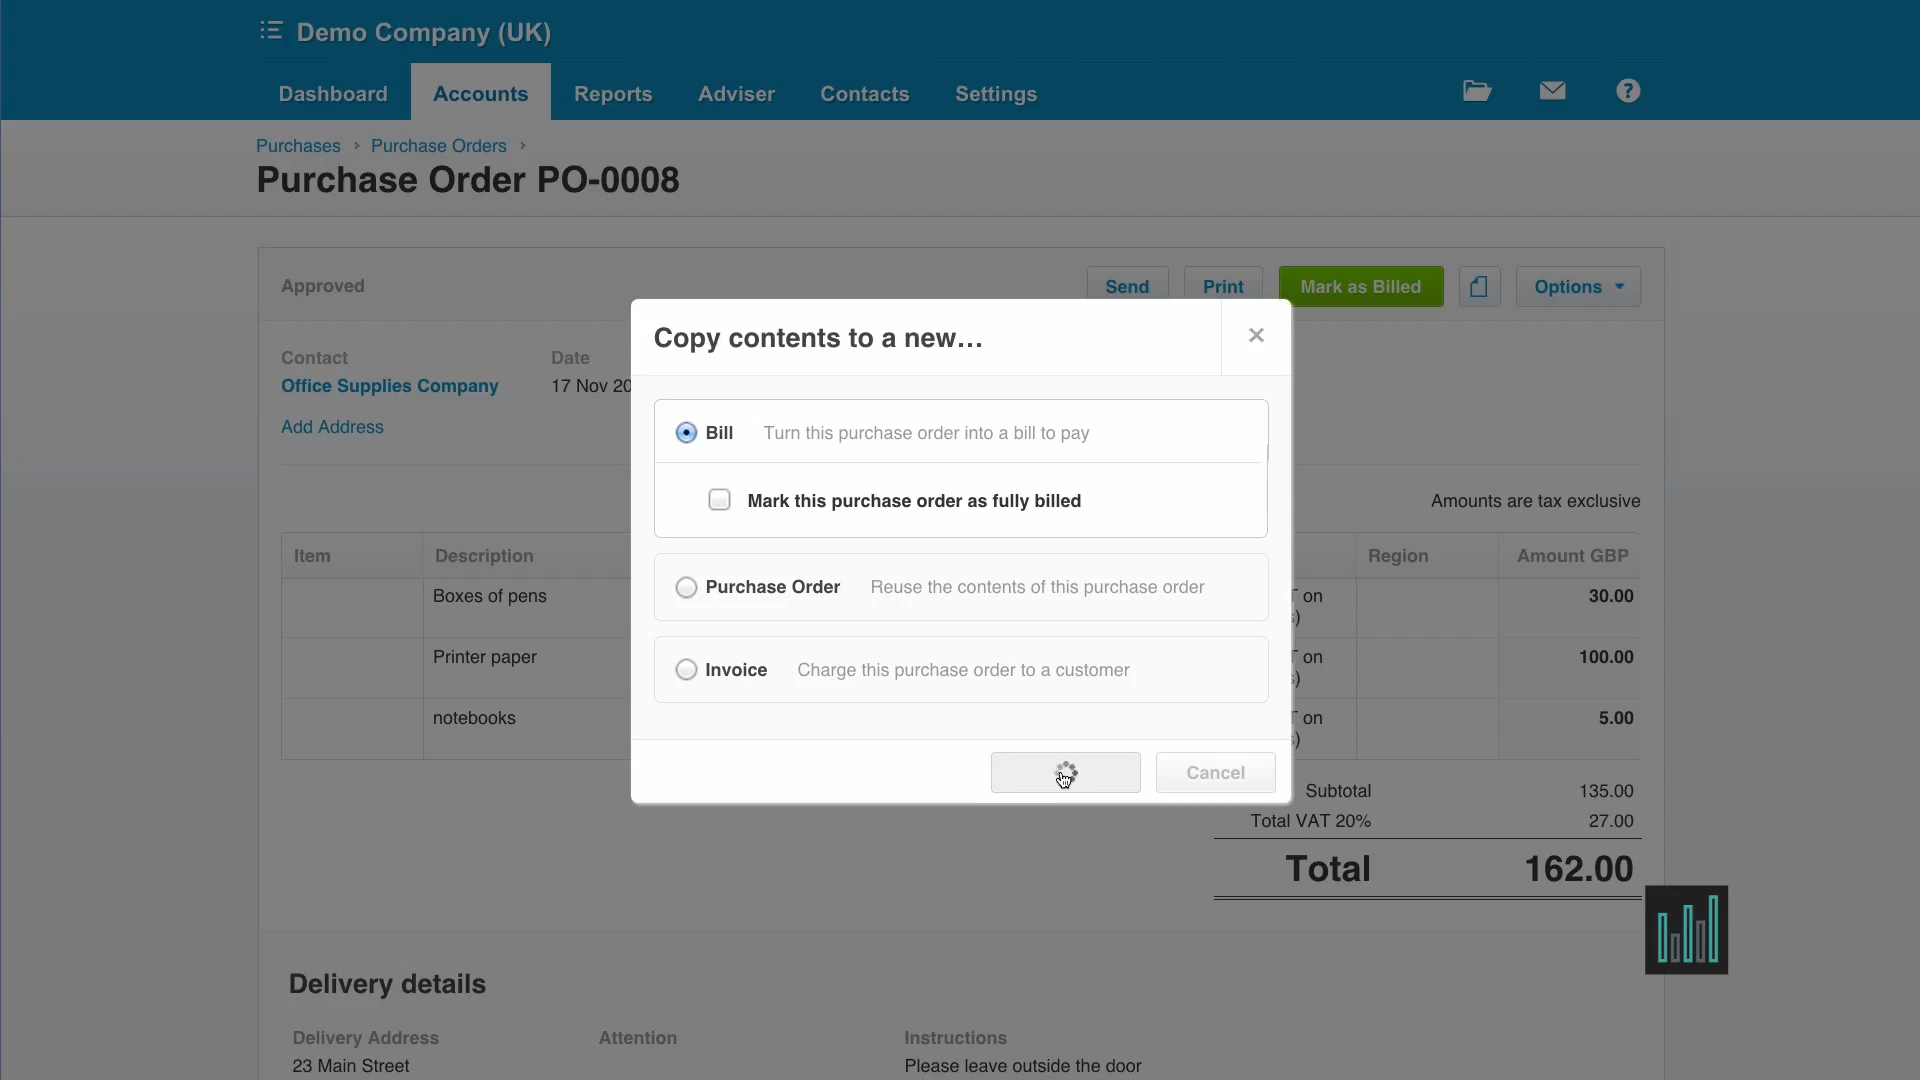 Demo Company (UK)
Dashboard Accounts Reports Adviser Contacts Settings ?
Purchases › Purchase Orders ›
Purchase Order PO-0008
Approved Send Print Mark as Billed Options
Copy contents to a new…
Contact Date
Office Supplies Company 17 Nov 20
Add Address
Bill Turn this purchase order into a bill to pay
Mark this purchase order as fully billed
Amounts are tax exclusive
Item Description Region Amount GBP
Boxes of pens on 30.00
Purchase Order Reuse the contents of this purchase order
Printer paper on 100.00
Invoice Charge this purchase order to a customer
notebooks on 5.00
Cancel
Subtotal 135.00
Total VAT 20% 27.00
Total 162.00
Delivery details
Delivery Address Attention Instructions
23 Main Street Please leave outside the door